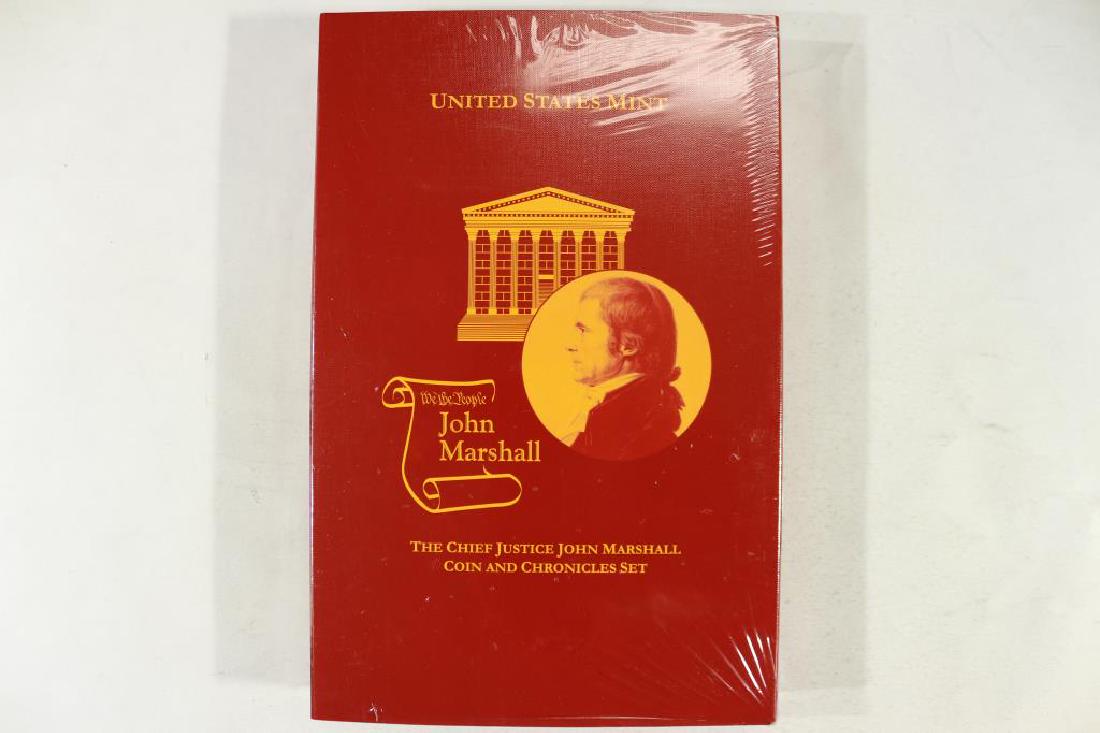 UNITED STATES MINT
We the People
John
Marshall
THE CHIEF JUSTICE JOHN MARSHALL
COIN AND CHRONICLES SET